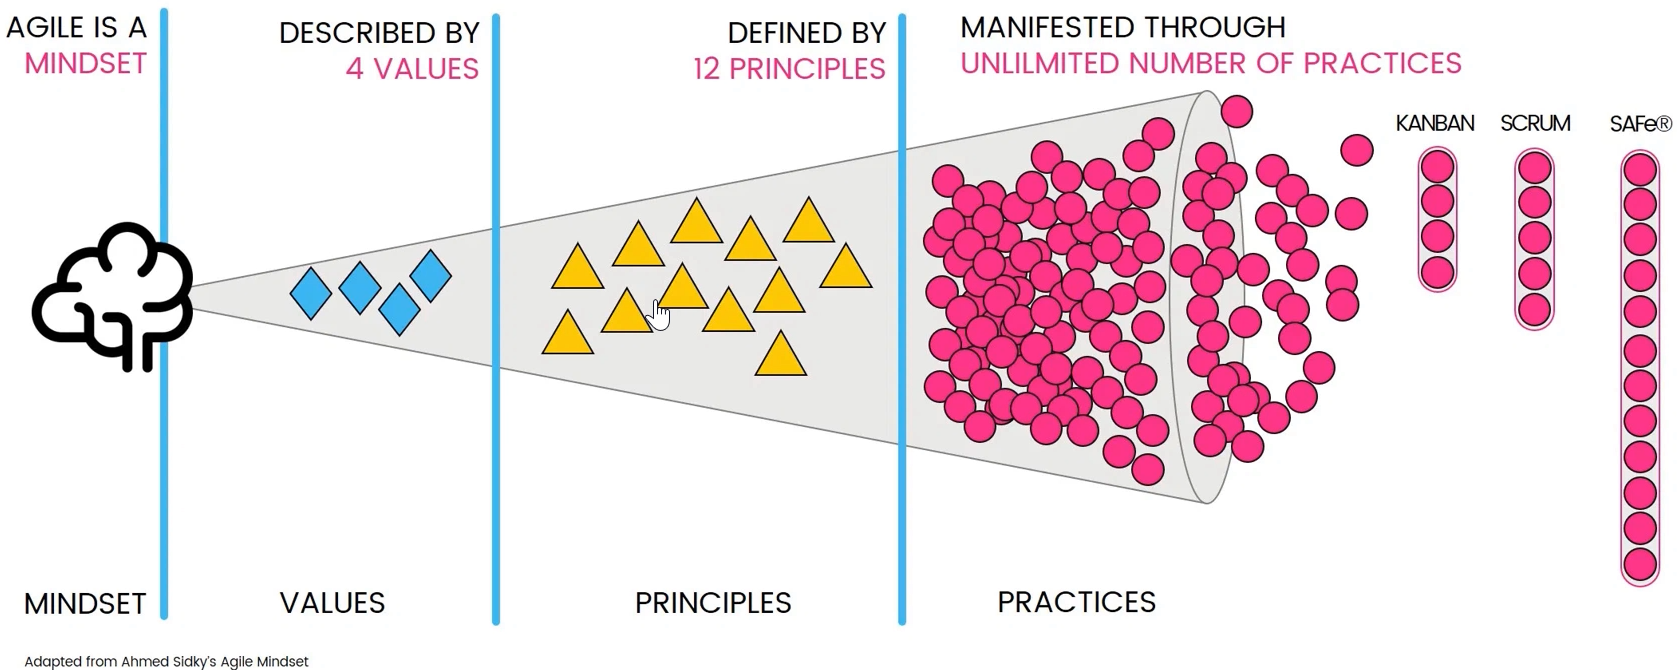 AGILE IS A
MINDSET
DESCRIBED BY
4 VALUES
DEFINED BY
12 PRINCIPLES
MANIFESTED THROUGH
UNLILMITED NUMBER OF PRACTICES
KANBAN
SCRUM
SAFe®
MINDSET
VALUES
PRINCIPLES
PRACTICES
Adapted from Ahmed Sidky's Agile Mindset